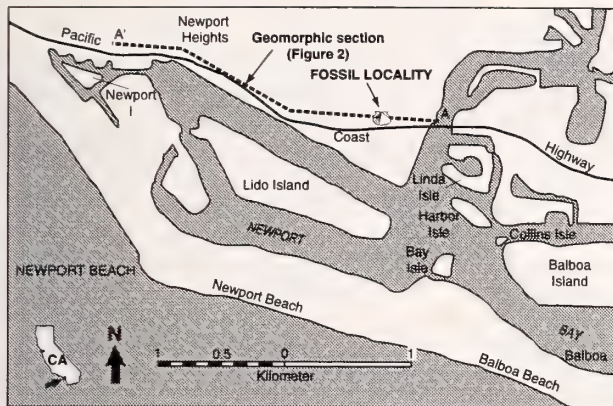 Pacific
A'
Newport
Heights
Geomorphic section
(Figure 2)
FOSSIL LOCALITY
A
Newport
I
Coast
Highway
Linda
Isle
Lido Island
Harbor
Isle
Collins Isle
NEWPORT
Bay
Isle
Balboa
Island
NEWPORT BEACH
Newport Beach
BAY
Balboa
CA
N
1 0.5 0 1
Kilometer
Balboa Beach